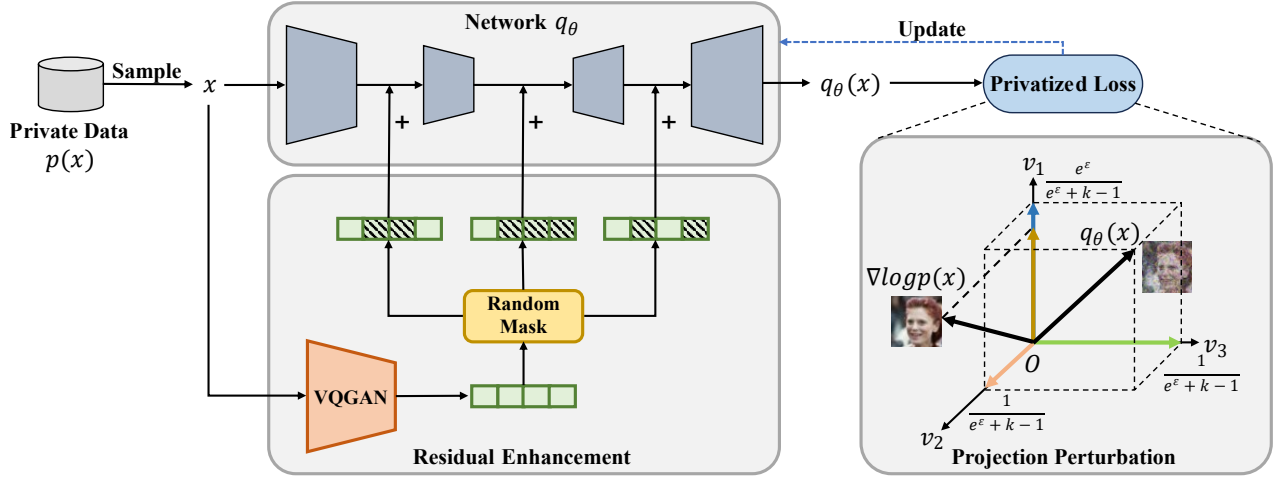 Network qθ
Update
Sample
x
qθ(x)
Privatized Loss
Private Data
p(x)
+
+
+
v1
e^ε / (e^ε + k − 1)
qθ(x)
∇logp(x)
Random
Mask
O
v3
1 / (e^ε + k − 1)
VQGAN
1 / (e^ε + k − 1)
v2
Residual Enhancement
Projection Perturbation